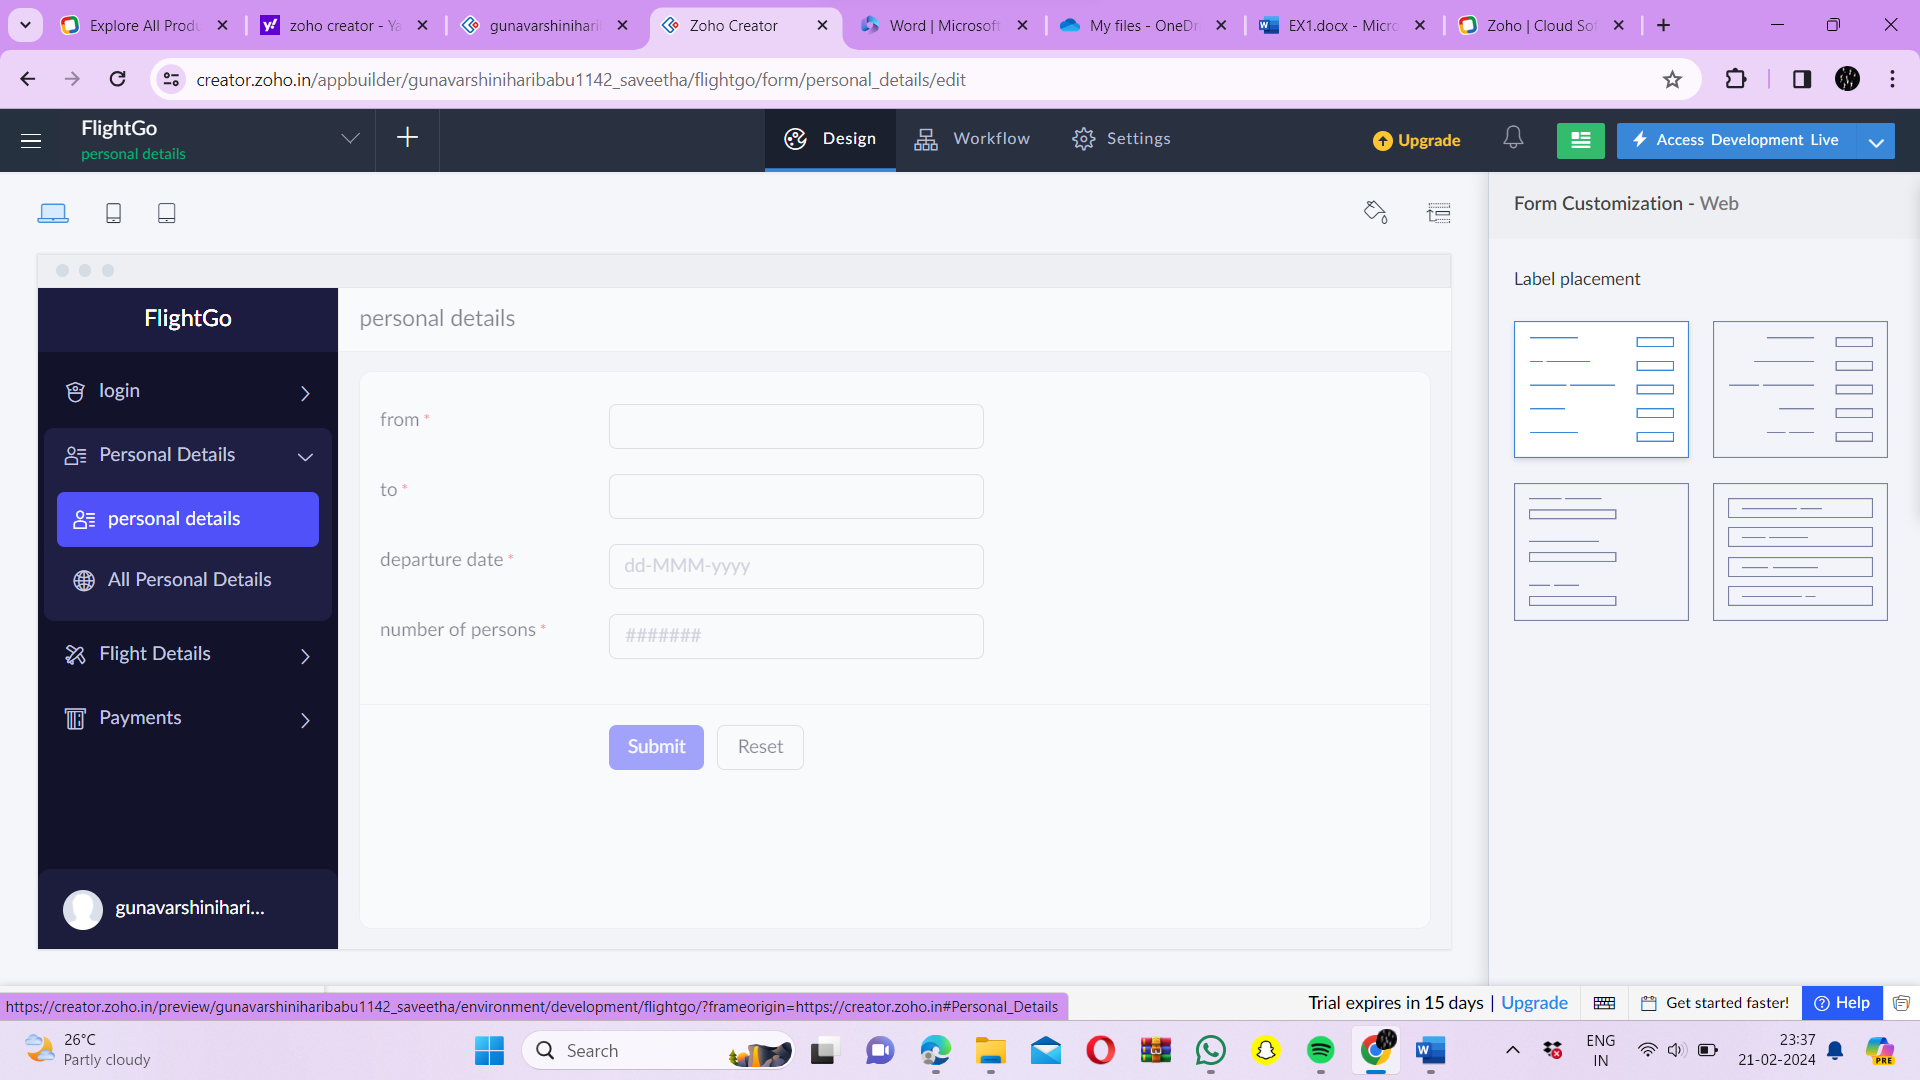 Explore All Produ
zoho creator - Ya
gunavarshinihari
Zoho Creator
Word | Microsoft
My files - OneDr
EX1.docx - Micro
Zoho | Cloud Sof
creator.zoho.in/appbuilder/gunavarshiniharibabu1142_saveetha/flightgo/form/personal_details/edit
FlightGo
personal details
Design
Workflow
Settings
Upgrade
Access Development Live
Form Customization - Web
Label placement
FlightGo
login
Personal Details
personal details
All Personal Details
Flight Details
Payments
gunavarshinihari...
personal details
from *
to *
departure date *
dd-MMM-yyyy
number of persons *
#######
Submit
Reset
https://creator.zoho.in/preview/gunavarshiniharibabu1142_saveetha/environment/development/flightgo/?frameorigin=https://creator.zoho.in#Personal_Details
Trial expires in 15 days | Upgrade
Get started faster!
Help
26°C
Partly cloudy
Search
ENG
IN
23:37
21-02-2024
PRE